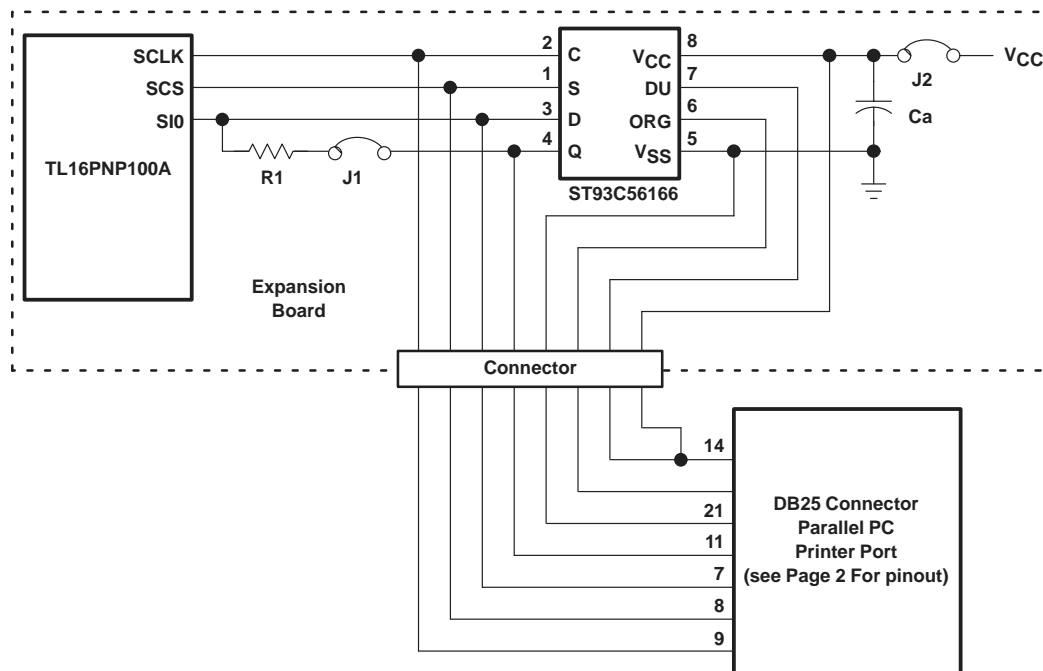 SCLK
SCS
SI0
TL16PNP100A
R1
J1
2
1
3
4
C
S
D
Q
VCC
DU
ORG
VSS
8
7
6
5
ST93C56166
J2
VCC
Ca
Expansion
Board
Connector
14
21
11
7
8
9
DB25 Connector
Parallel PC
Printer Port
(see Page 2 For pinout)